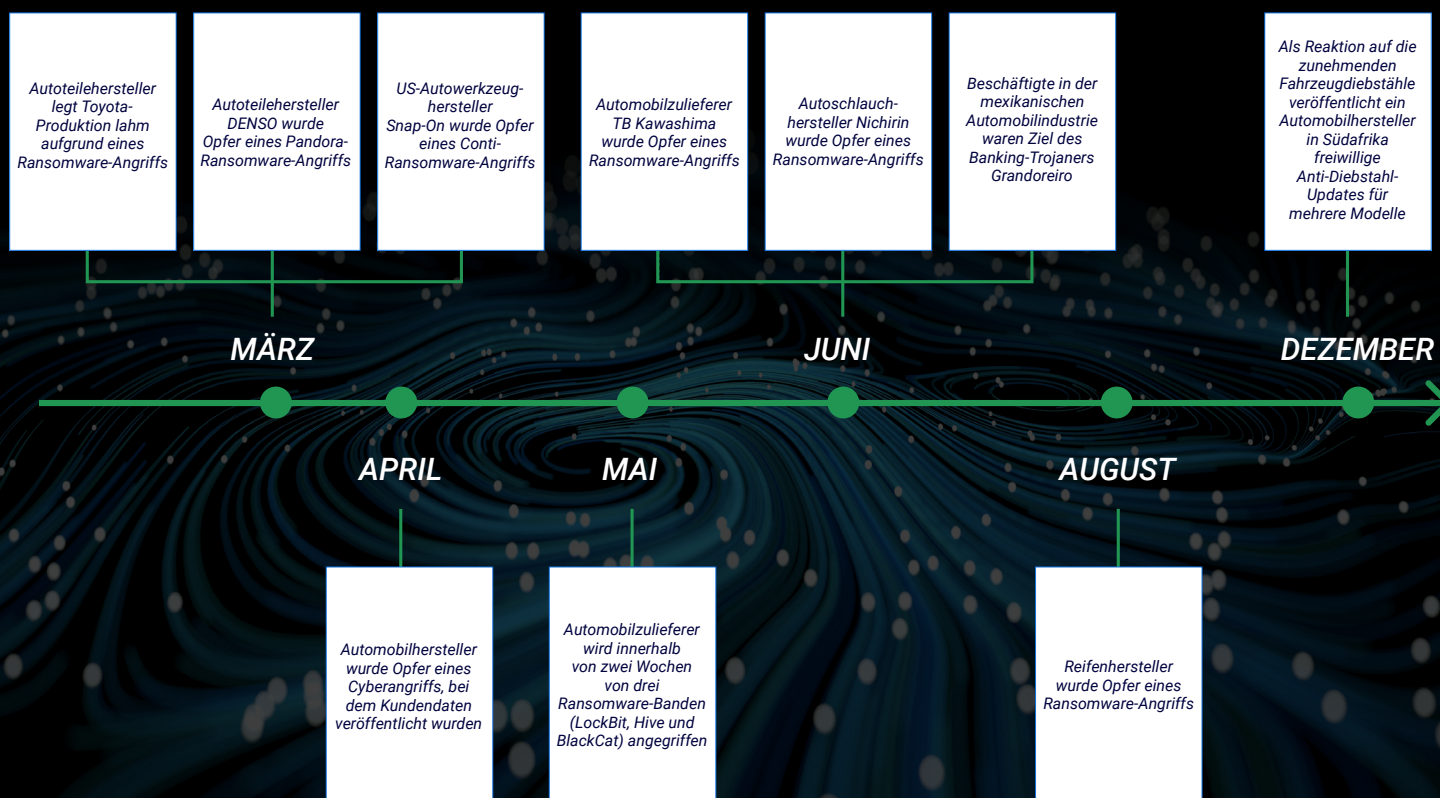 Autoteilehersteller
legt Toyota-
Produktion lahm
aufgrund eines
Ransomware-Angriffs
Autoteilehersteller
DENSO wurde
Opfer eines Pandora-
Ransomware-Angriffs
US-Autowerkzeug-
hersteller
Snap-On wurde Opfer
eines Conti-
Ransomware-Angriffs
Automobilzulieferer
TB Kawashima
wurde Opfer eines
Ransomware-Angriffs
Autoschlauch-
hersteller Nichirin
wurde Opfer eines
Ransomware-Angriffs
Beschäftigte in der
mexikanischen
Automobilindustrie
waren Ziel des
Banking-Trojaners
Grandoreiro
Als Reaktion auf die
zunehmenden
Fahrzeugdiebstähle
veröffentlicht ein
Automobilhersteller
in Südafrika
freiwillige
Anti-Diebstahl-
Updates für
mehrere Modelle
MÄRZ
JUNI
DEZEMBER
APRIL
MAI
AUGUST
Automobilhersteller
wurde Opfer eines
Cyberangriffs, bei
dem Kundendaten
veröffentlicht wurden
Automobilzulieferer
wird innerhalb
von zwei Wochen
von drei
Ransomware-Banden
(LockBit, Hive und
BlackCat) angegriffen
Reifenhersteller
wurde Opfer eines
Ransomware-Angriffs